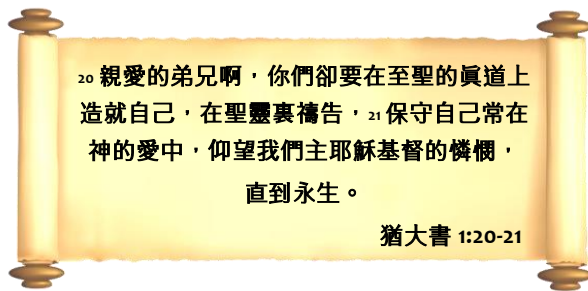 20 親愛的弟兄啊，你們卻要在至聖的眞道上
造就自己，在聖靈裏禱告，21 保守自己常在
神的愛中，仰望我們主耶穌基督的憐憫，
直到永生。
猶大書 1:20-21